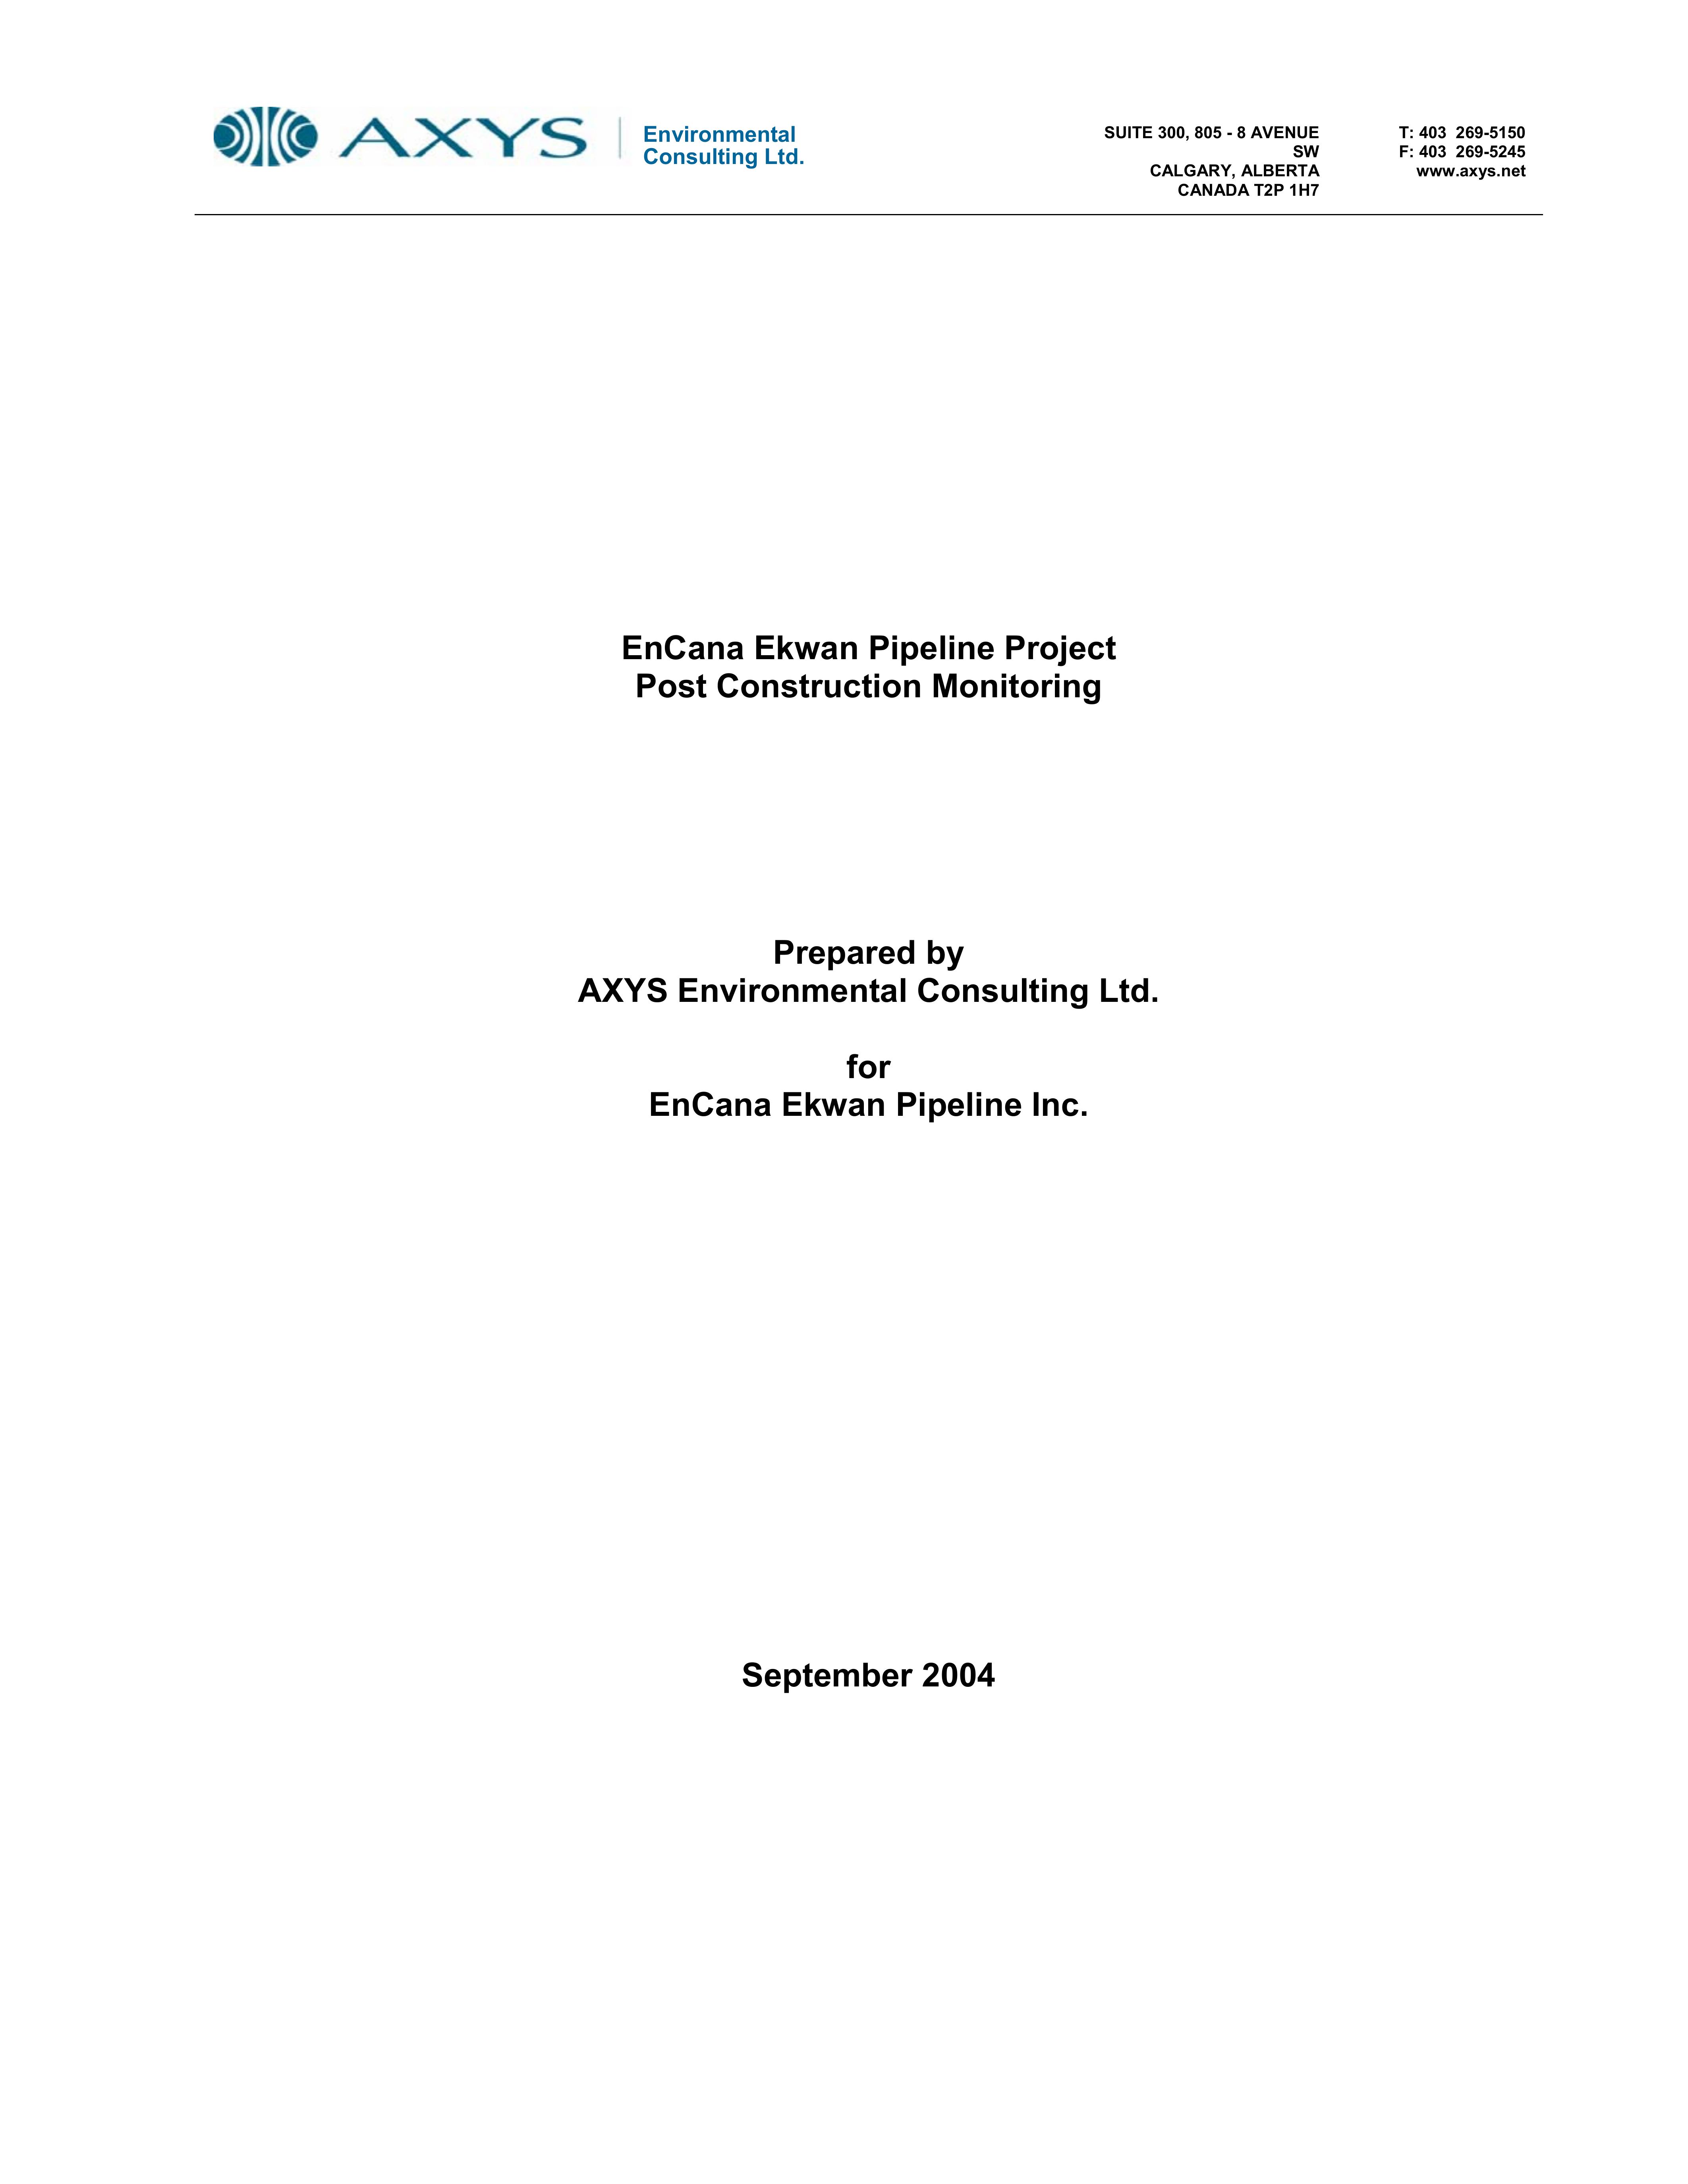 AXYS
Environmental
Consulting Ltd.
SUITE 300, 805 - 8 AVENUE
SW
CALGARY, ALBERTA
CANADA T2P 1H7
T: 403 269-5150
F: 403 269-5245
www.axys.net
EnCana Ekwan Pipeline Project
Post Construction Monitoring
Prepared by
AXYS Environmental Consulting Ltd.
for
EnCana Ekwan Pipeline Inc.
September 2004